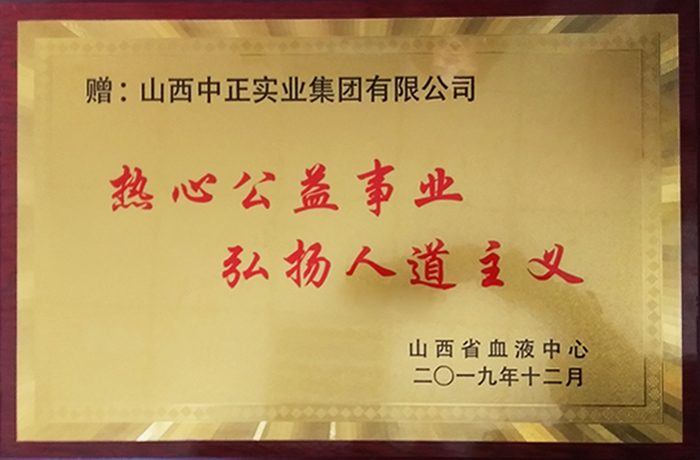 赠：山西中正实业集团有限公司
热心公益事业
弘扬人道主义
山西省血液中心
二〇一九年十二月